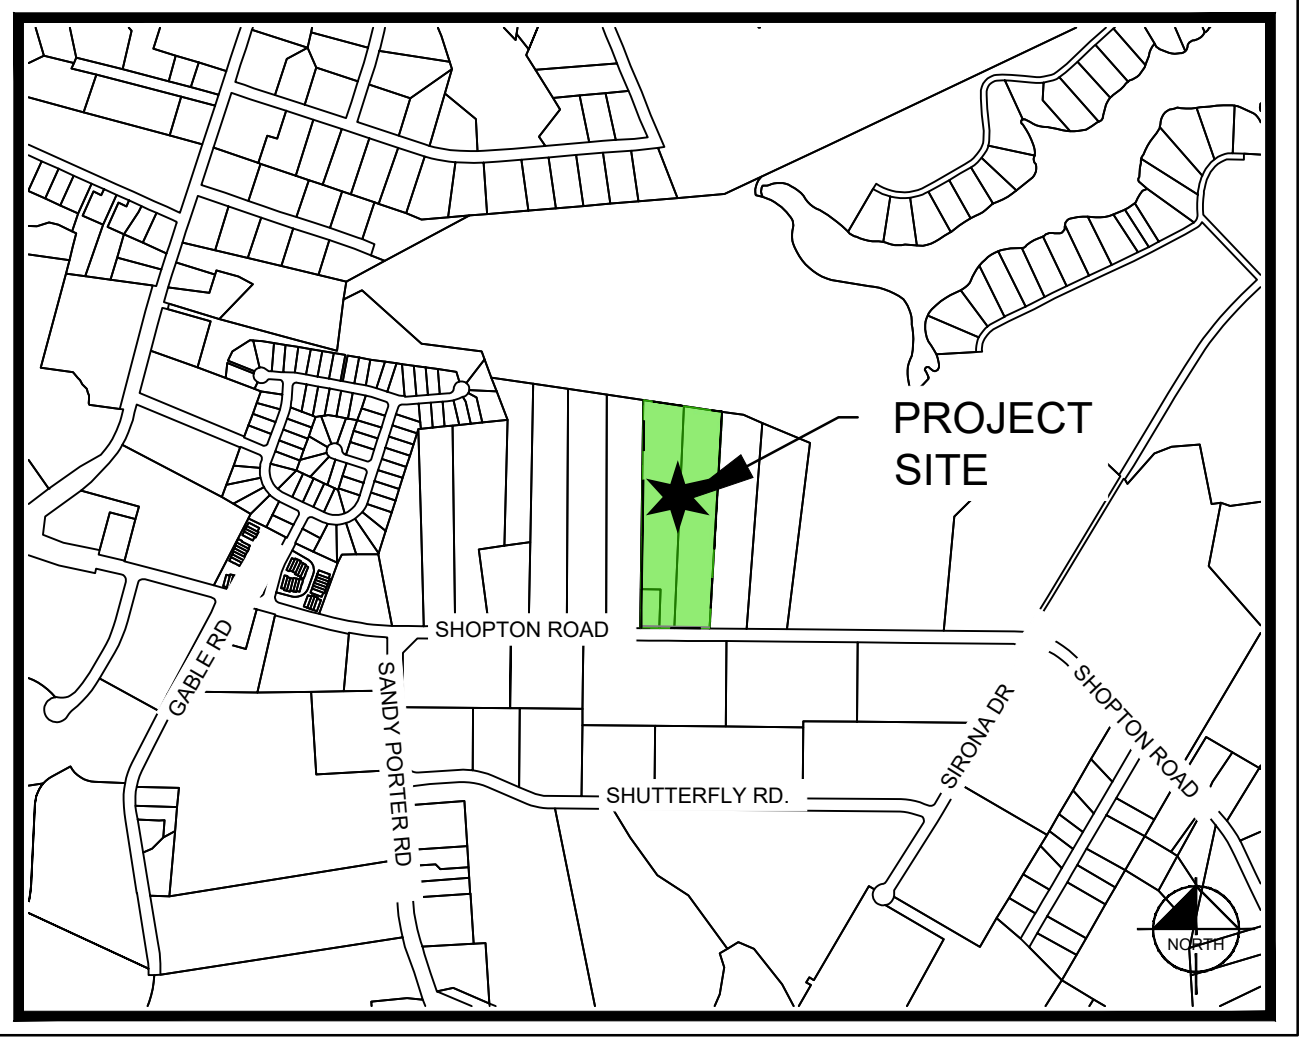 PROJECT
SITE
SHOPTON ROAD
GABLE RD
SANDY PORTER RD
SHOPTON ROAD
SIRONA DR
SHUTTERFLY RD.
NORTH